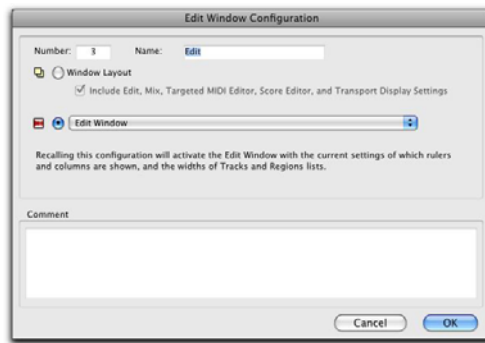 Edit Window Configuration
Number: 3 Name: Edit
Window Layout
Include Edit, Mix, Targeted MIDI Editor, Score Editor, and Transport Display Settings
Edit Window
Recalling this configuration will activate the Edit Window with the current settings of which rulers
and columns are shown, and the widths of Tracks and Regions lists.
Comment
Cancel OK